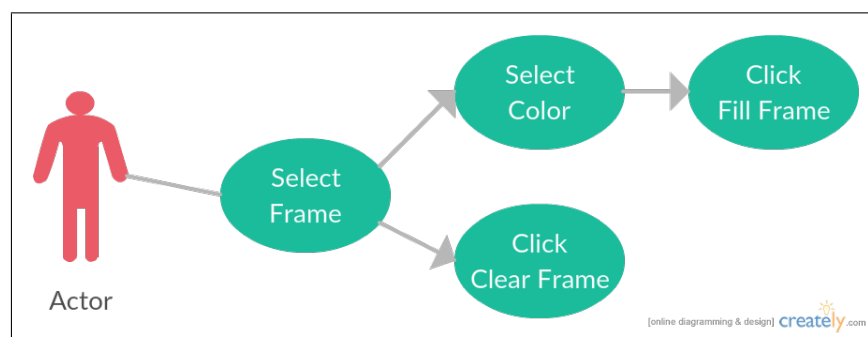 Select
Color
Click
Fill Frame
Select
Frame
Click
Clear Frame
Actor
[online diagramming & design] creately.com